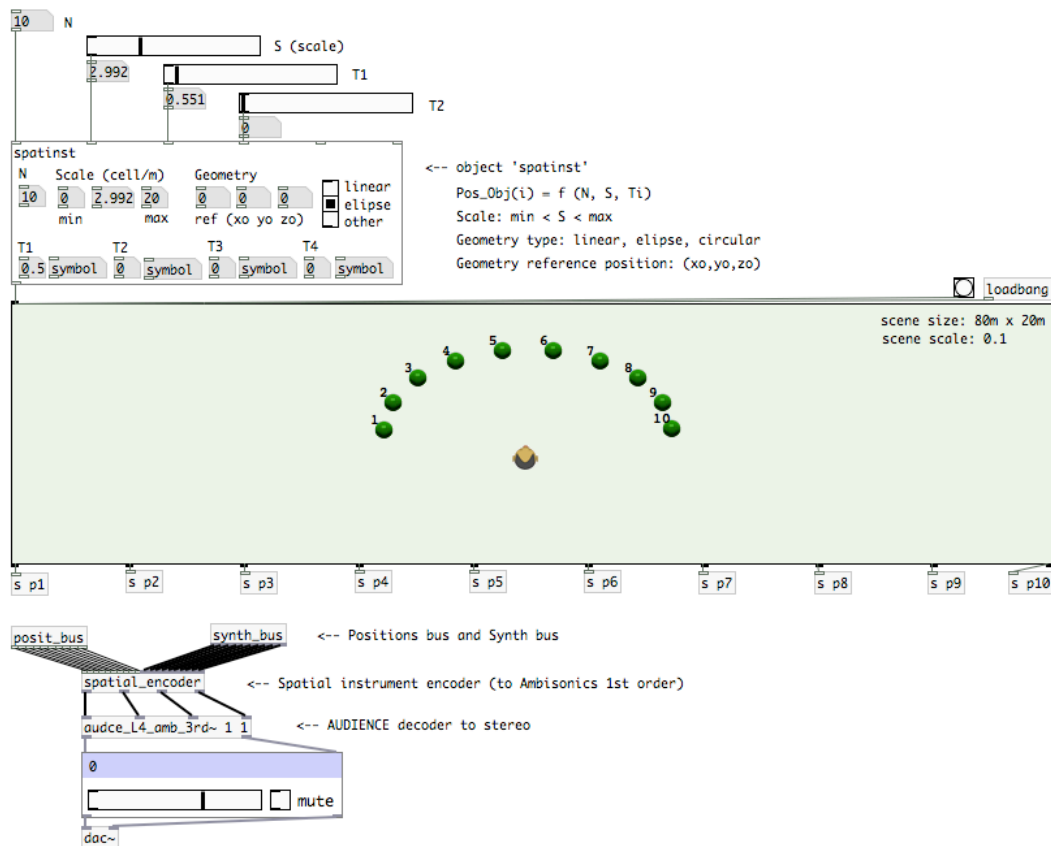 10 N
S (scale)
2.992
T1
0.551
T2
0
spatinst
N Scale (cell/m) Geometry
10 0 2.992 20 0 0 0
linear
elipse
other
min max ref (xo yo zo)
T1 T2 T3 T4
0.5 symbol 0 symbol 0 symbol 0 symbol
<-- object 'spatinst'
Pos_Obj(i) = f (N, S, Ti)
Scale: min < S < max
Geometry type: linear, elipse, circular
Geometry reference position: (xo,yo,zo)
loadbang
scene size: 80m x 20m
scene scale: 0.1
1
2
3
4
5
6
7
8
9
10
s p1
s p2
s p3
s p4
s p5
s p6
s p7
s p8
s p9
s p10
posit_bus
synth_bus
<-- Positions bus and Synth bus
spatial_encoder
<-- Spatial instrument encoder (to Ambisonics 1st order)
audce_L4_amb_3rd~ 1 1
<-- AUDIENCE decoder to stereo
0
mute
dac~